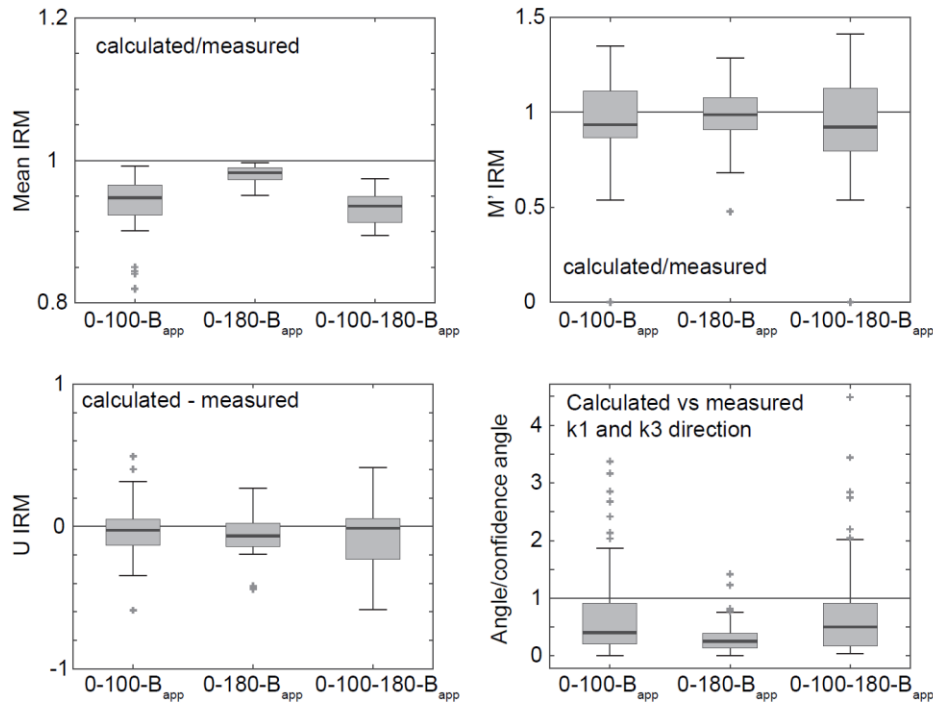 1.2
calculated/measured
Mean IRM
1
0.8
0-100-Bapp
0-180-Bapp
0-100-180-Bapp
1.5
M' IRM
1
0.5
calculated/measured
0
0-100-Bapp
0-180-Bapp
0-100-180-Bapp
1
calculated - measured
U IRM
0
-1
0-100-Bapp
0-180-Bapp
0-100-180-Bapp
Calculated vs measured
k1 and k3 direction
Angle/confidence angle
4
3
2
1
0
0-100-Bapp
0-180-Bapp
0-100-180-Bapp